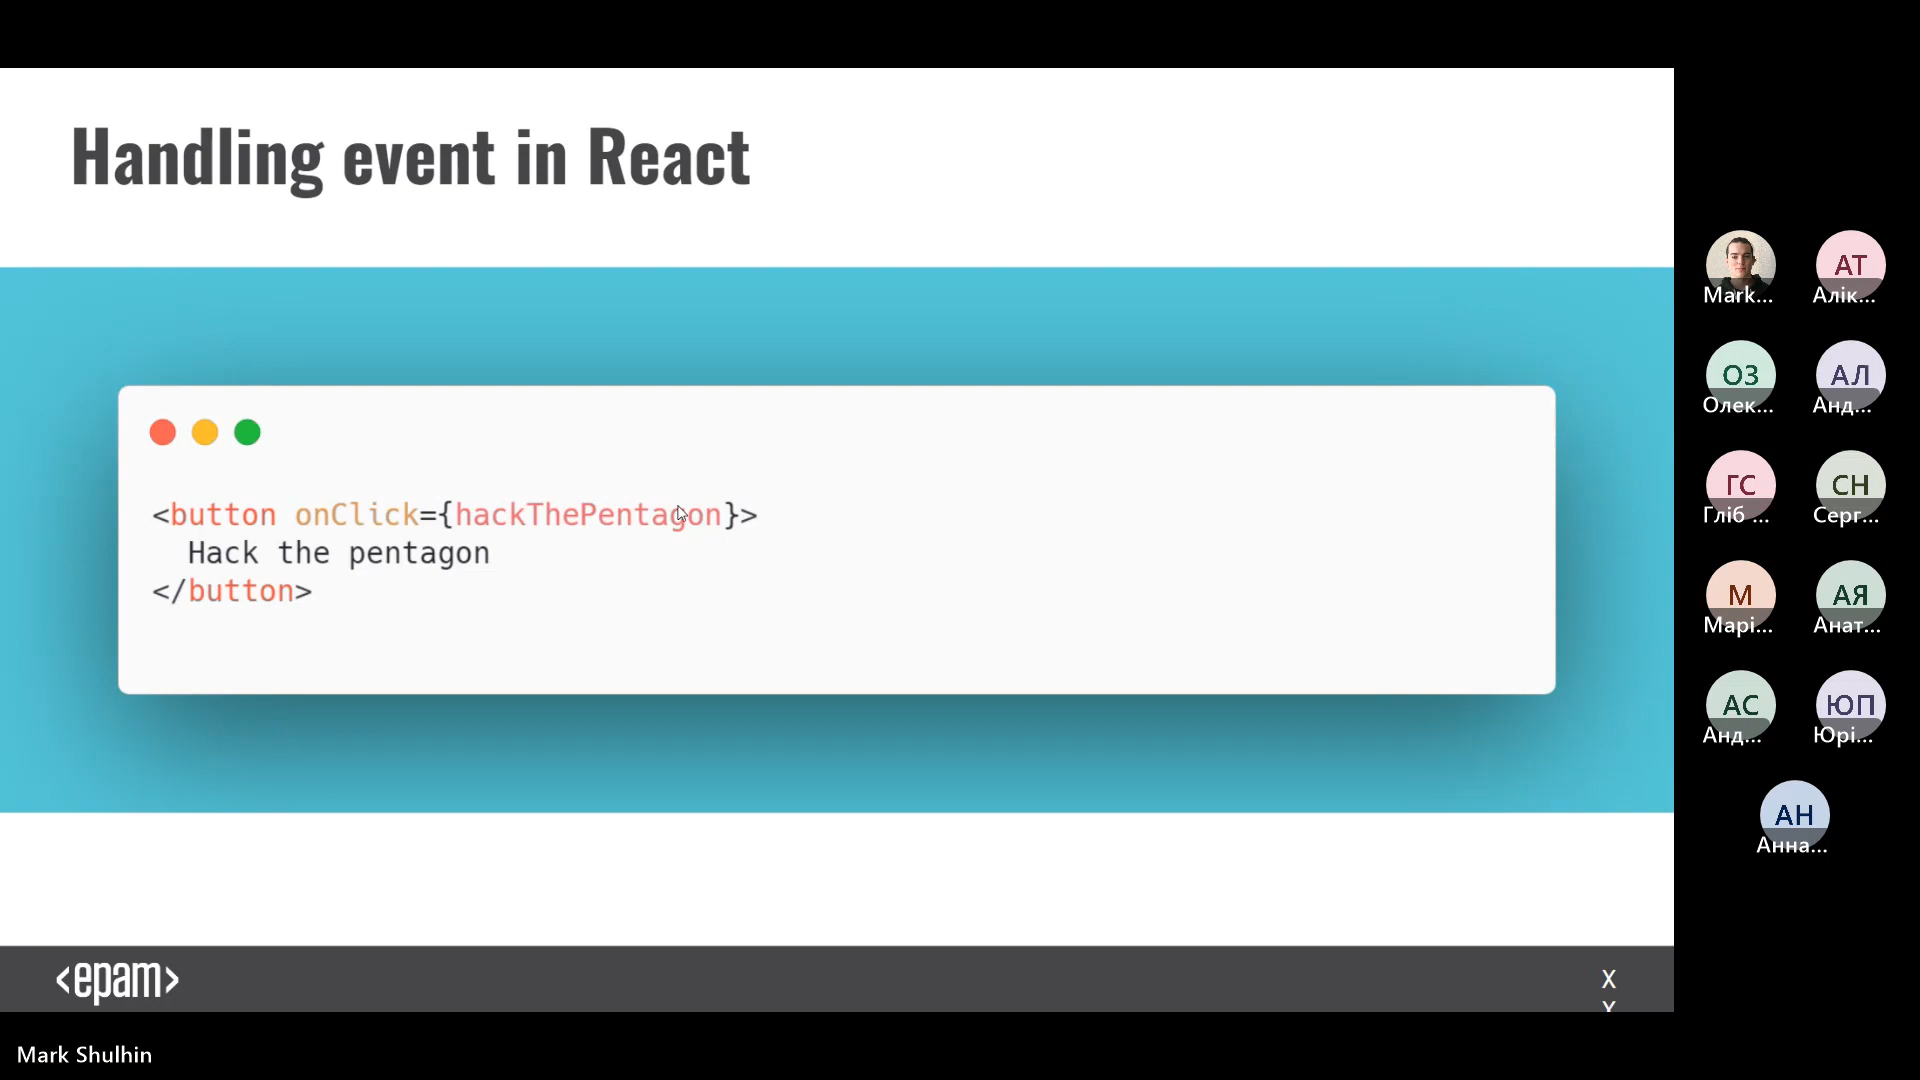 Handling event in React
<button onClick={hackThePentagon}>
Hack the pentagon
</button>
<epam>
X
Mark...
АТ
Алік...
ОЗ
Олек...
АЛ
Анд...
ГС
Гліб ...
СН
Серг...
М
Марі...
АЯ
Анат...
АС
Анд...
ЮП
Юрі...
АН
Анна...
Mark Shulhin